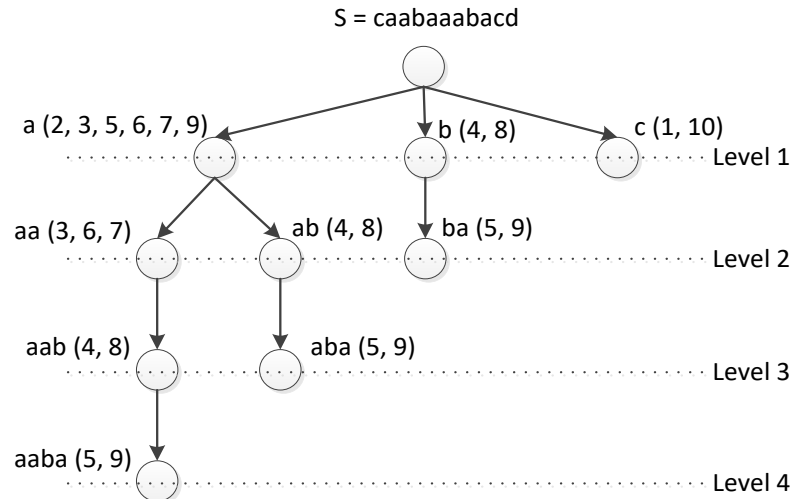 S = caabaaabacd
a (2, 3, 5, 6, 7, 9)
b (4, 8)
c (1, 10)
Level 1
aa (3, 6, 7)
ab (4, 8)
ba (5, 9)
Level 2
aab (4, 8)
aba (5, 9)
Level 3
aaba (5, 9)
Level 4